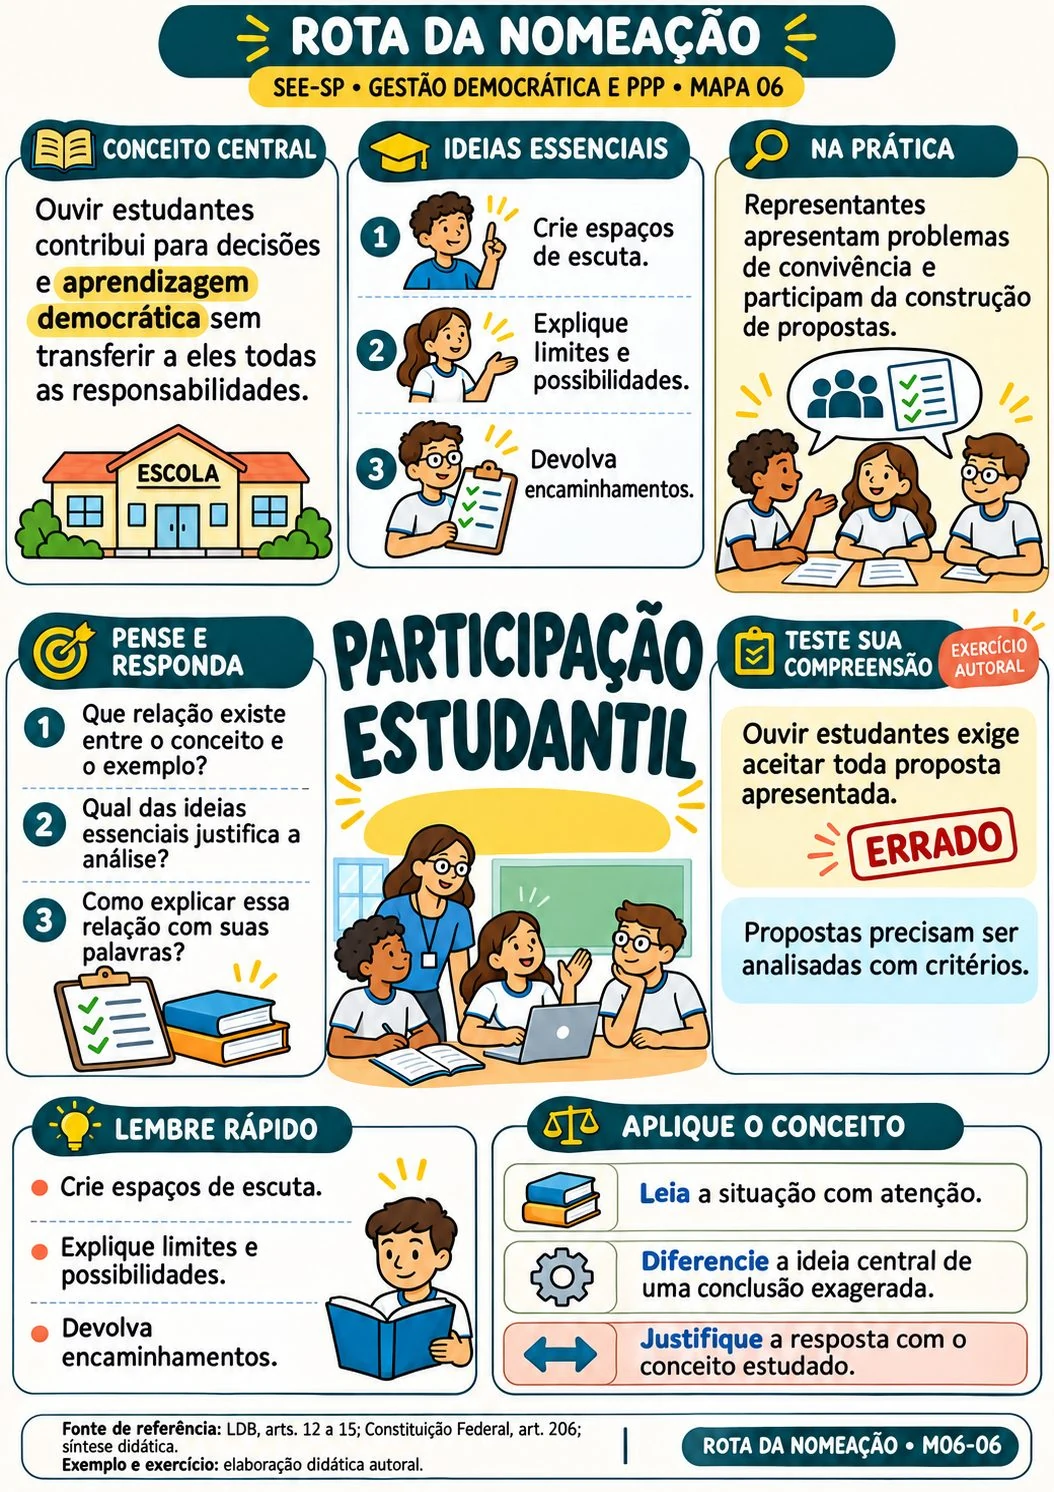 ROTA DA NOMEAÇÃO
SEE-SP • GESTÃO DEMOCRÁTICA E PPP • MAPA 06
CONCEITO CENTRAL
Ouvir estudantes
contribui para decisões
e aprendizagem
democrática sem
transferir a eles todas
as responsabilidades.
ESCOLA
IDEIAS ESSENCIAIS
1
Crie espaços
de escuta.
2
Explique
limites e
possibilidades.
3
Devolva
encaminhamentos.
NA PRÁTICA
Representantes
apresentam problemas
de convivência e
participam da construção
de propostas.
PENSE E
RESPONDA
1
Que relação existe
entre o conceito e
o exemplo?
2
Qual das ideias
essenciais justifica a
análise?
3
Como explicar essa
relação com suas
palavras?
PARTICIPAÇÃO
ESTUDANTIL
TESTE SUA
COMPREENSÃO
EXERCÍCIO
AUTORAL
Ouvir estudantes exige
aceitar toda proposta
apresentada.
ERRADO
Propostas precisam ser
analisadas com critérios.
LEMBRE RÁPIDO
Crie espaços de escuta.
Explique limites e
possibilidades.
Devolva
encaminhamentos.
APLIQUE O CONCEITO
Leia a situação com atenção.
Diferencie a ideia central de
uma conclusão exagerada.
Justifique a resposta com o
conceito estudado.
Fonte de referência: LDB, arts. 12 a 15; Constituição Federal, art. 206;
síntese didática.
Exemplo e exercício: elaboração didática autoral.
ROTA DA NOMEAÇÃO • M06-06